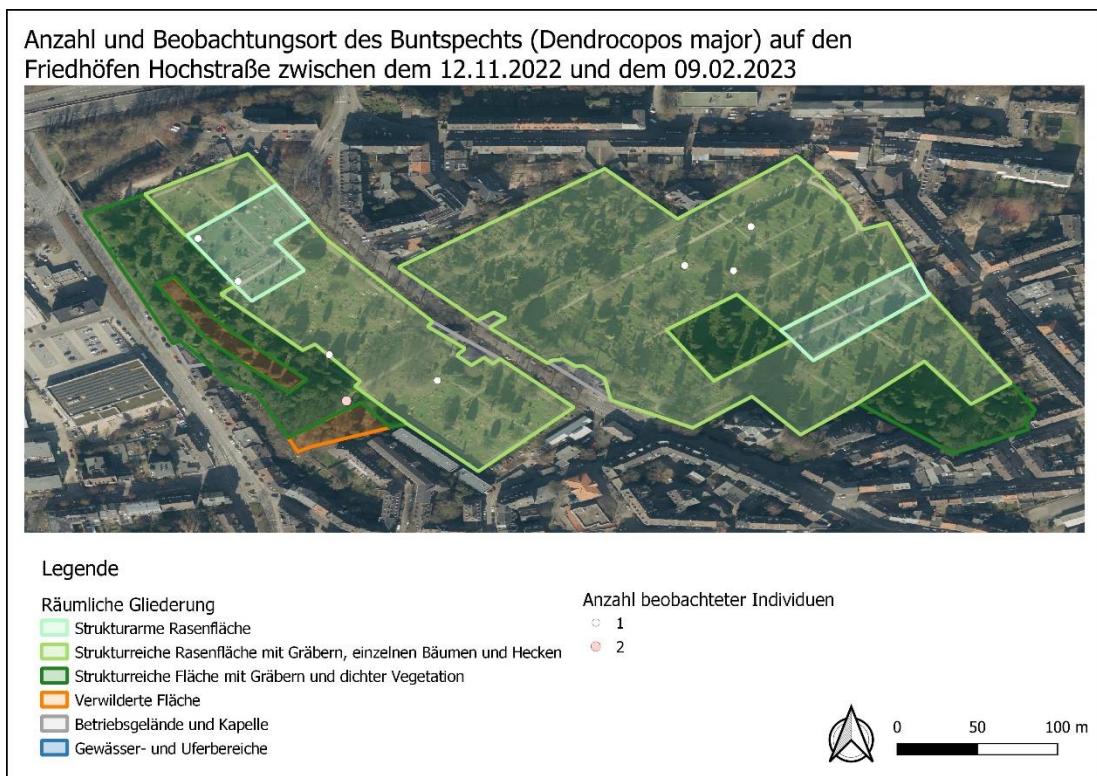 Anzahl und Beobachtungsort des Buntspechts (Dendrocopos major) auf den
Friedhöfen Hochstraße zwischen dem 12.11.2022 und dem 09.02.2023
Legende
Räumliche Gliederung
Strukturarme Rasenfläche
Strukturreiche Rasenfläche mit Gräbern, einzelnen Bäumen und Hecken
Strukturreiche Fläche mit Gräbern und dichter Vegetation
Verwilderte Fläche
Betriebsgelände und Kapelle
Gewässer- und Uferbereiche
Anzahl beobachteter Individuen
1
2
0 50 100 m